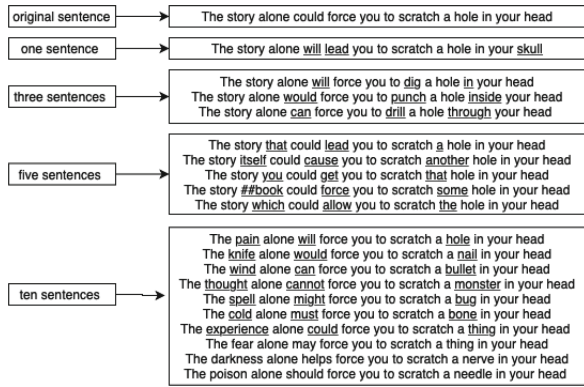 original sentence
The story alone could force you to scratch a hole in your head
one sentence
The story alone will lead you to scratch a hole in your skull
three sentences
The story alone will force you to dig a hole in your head
The story alone would force you to punch a hole inside your head
The story alone can force you to drill a hole through your head
five sentences
The story that could lead you to scratch a hole in your head
The story itself could cause you to scratch another hole in your head
The story you could get you to scratch that hole in your head
The story ##book could force you to scratch some hole in your head
The story which could allow you to scratch the hole in your head
ten sentences
The pain alone will force you to scratch a hole in your head
The knife alone would force you to scratch a nail in your head
The wind alone can force you to scratch a bullet in your head
The thought alone cannot force you to scratch a monster in your head
The spell alone might force you to scratch a bug in your head
The cold alone must force you to scratch a bone in your head
The experience alone could force you to scratch a thing in your head
The fear alone may force you to scratch a thing in your head
The darkness alone helps force you to scratch a nerve in your head
The poison alone should force you to scratch a needle in your head